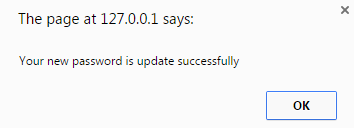 The page at 127.0.0.1 says:
Your new password is update successfully
OK